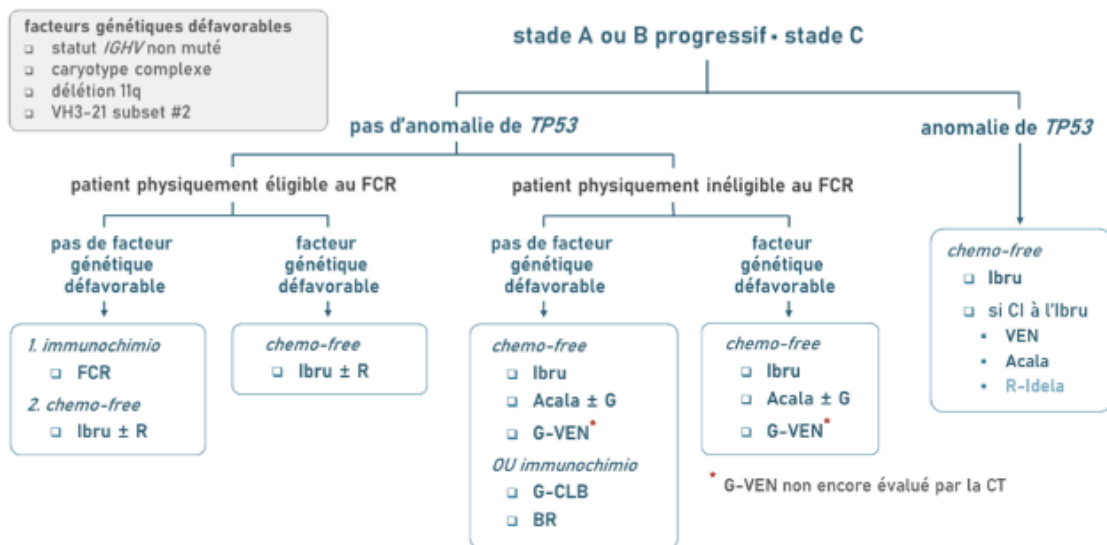 facteurs génétiques défavorables
❑ statut IGHV non muté
❑ caryotype complexe
❑ délétion 11q
❑ VH3-21 subset #2
stade A ou B progressif - stade C
pas d'anomalie de TP53
anomalie de TP53
patient physiquement éligible au FCR
patient physiquement inéligible au FCR
pas de facteur
génétique
défavorable
facteur
génétique
défavorable
pas de facteur
génétique
défavorable
facteur
génétique
défavorable
1. immunochimio
❑ FCR
2. chemo-free
❑ Ibru ± R
chemo-free
❑ Ibru ± R
chemo-free
❑ Ibru
❑ Acala ± G
❑ G-VEN*
OU immunochimio
❑ G-CLB
❑ BR
chemo-free
❑ Ibru
❑ Acala ± G
❑ G-VEN*
chemo-free
❑ Ibru
❑ si CI à l'Ibru
▪ VEN
▪ Acala
▪ R-Idela
* G-VEN non encore évalué par la CT